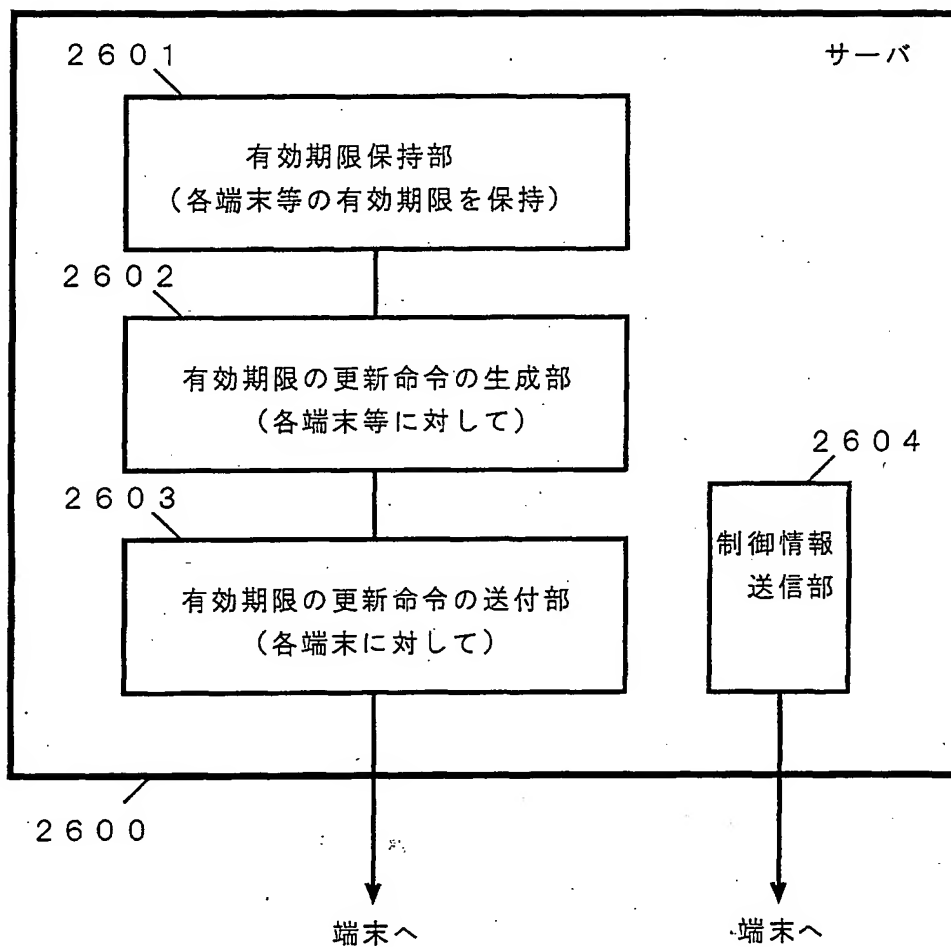 2601
サーバ
有効期限保持部
(各端末等の有効期限を保持)
2602
有効期限の更新命令の生成部
(各端末等に対して)
2603
2604
有効期限の更新命令の送付部
(各端末に対して)
制御情報
送信部
2600
端末へ
端末へ